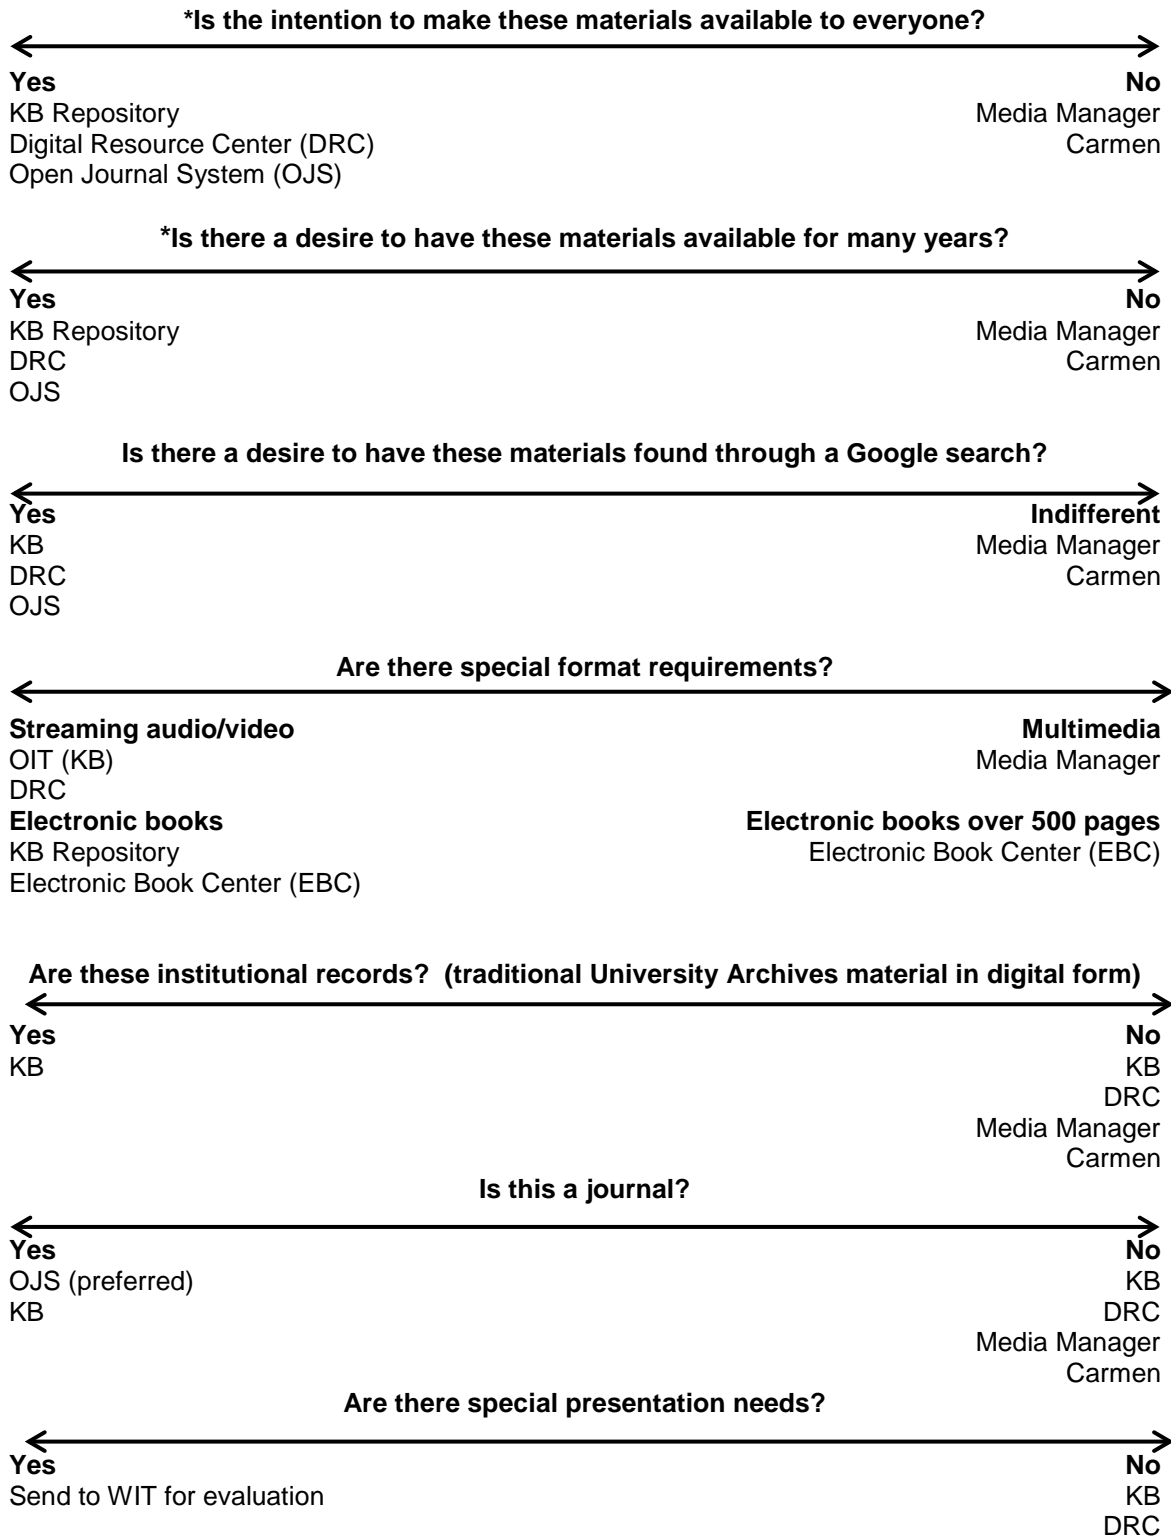 *Is the intention to make these materials available to everyone?
Yes No
KB Repository Media Manager
Digital Resource Center (DRC) Carmen
Open Journal System (OJS)
*Is there a desire to have these materials available for many years?
Yes No
KB Repository Media Manager
DRC Carmen
OJS
Is there a desire to have these materials found through a Google search?
Yes Indifferent
KB Media Manager
DRC Carmen
OJS
Are there special format requirements?
Streaming audio/video Multimedia
OIT (KB) Media Manager
DRC
Electronic books Electronic books over 500 pages
KB Repository Electronic Book Center (EBC)
Electronic Book Center (EBC)
Are these institutional records? (traditional University Archives material in digital form)
Yes No
KB KB
DRC
Media Manager
Carmen
Is this a journal?
Yes No
OJS (preferred) KB
KB DRC
Media Manager
Carmen
Are there special presentation needs?
Yes No
Send to WIT for evaluation KB
DRC